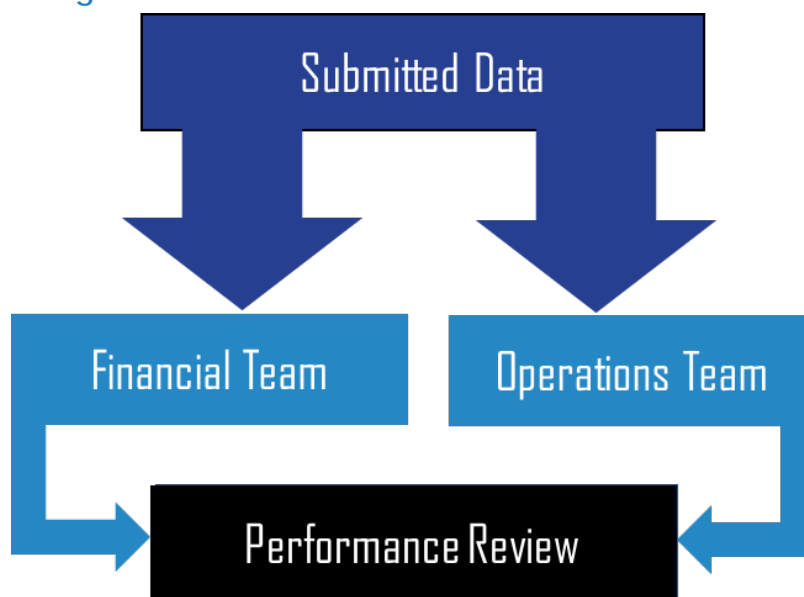 Submitted Data
Financial Team
Operations Team
Performance Review